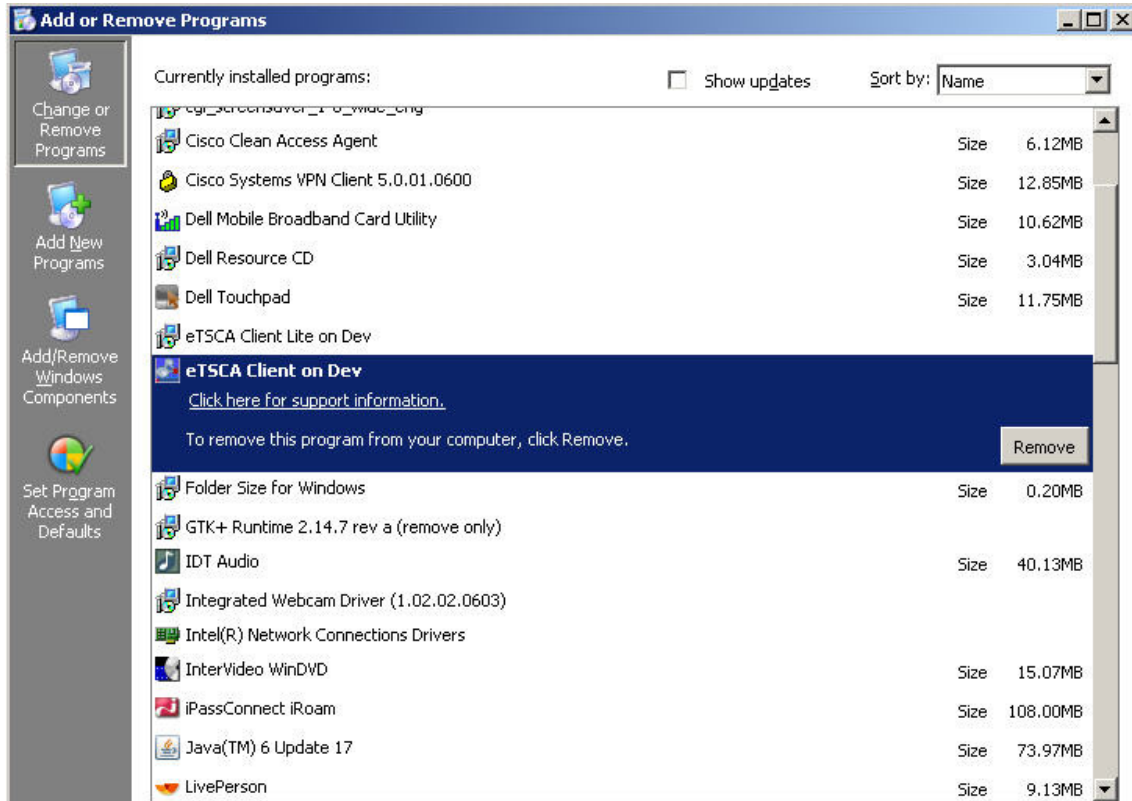 Add or Remove Programs
Change or
Remove
Programs
Add New
Programs
Add/Remove
Windows
Components
Set Program
Access and
Defaults
Currently installed programs:
Show updates
Sort by: Name
Cisco Clean Access Agent Size 6.12MB
Cisco Systems VPN Client 5.0.01.0600 Size 12.85MB
Dell Mobile Broadband Card Utility Size 10.62MB
Dell Resource CD Size 3.04MB
Dell Touchpad Size 11.75MB
eTSCA Client Lite on Dev
eTSCA Client on Dev
Click here for support information.
To remove this program from your computer, click Remove.
Remove
Folder Size for Windows Size 0.20MB
GTK+ Runtime 2.14.7 rev a (remove only)
IDT Audio Size 40.13MB
Integrated Webcam Driver (1.02.02.0603)
Intel(R) Network Connections Drivers
InterVideo WinDVD Size 15.07MB
iPassConnect iRoam Size 108.00MB
Java(TM) 6 Update 17 Size 73.97MB
LivePerson Size 9.13MB